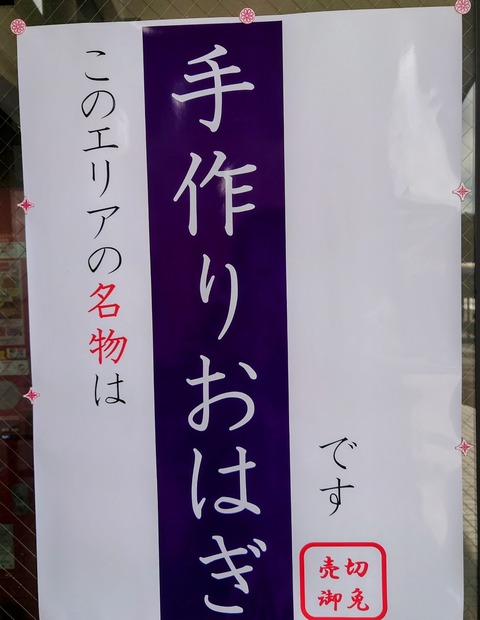 このエリアの名物は
手作りおはぎ
です
売切
御免